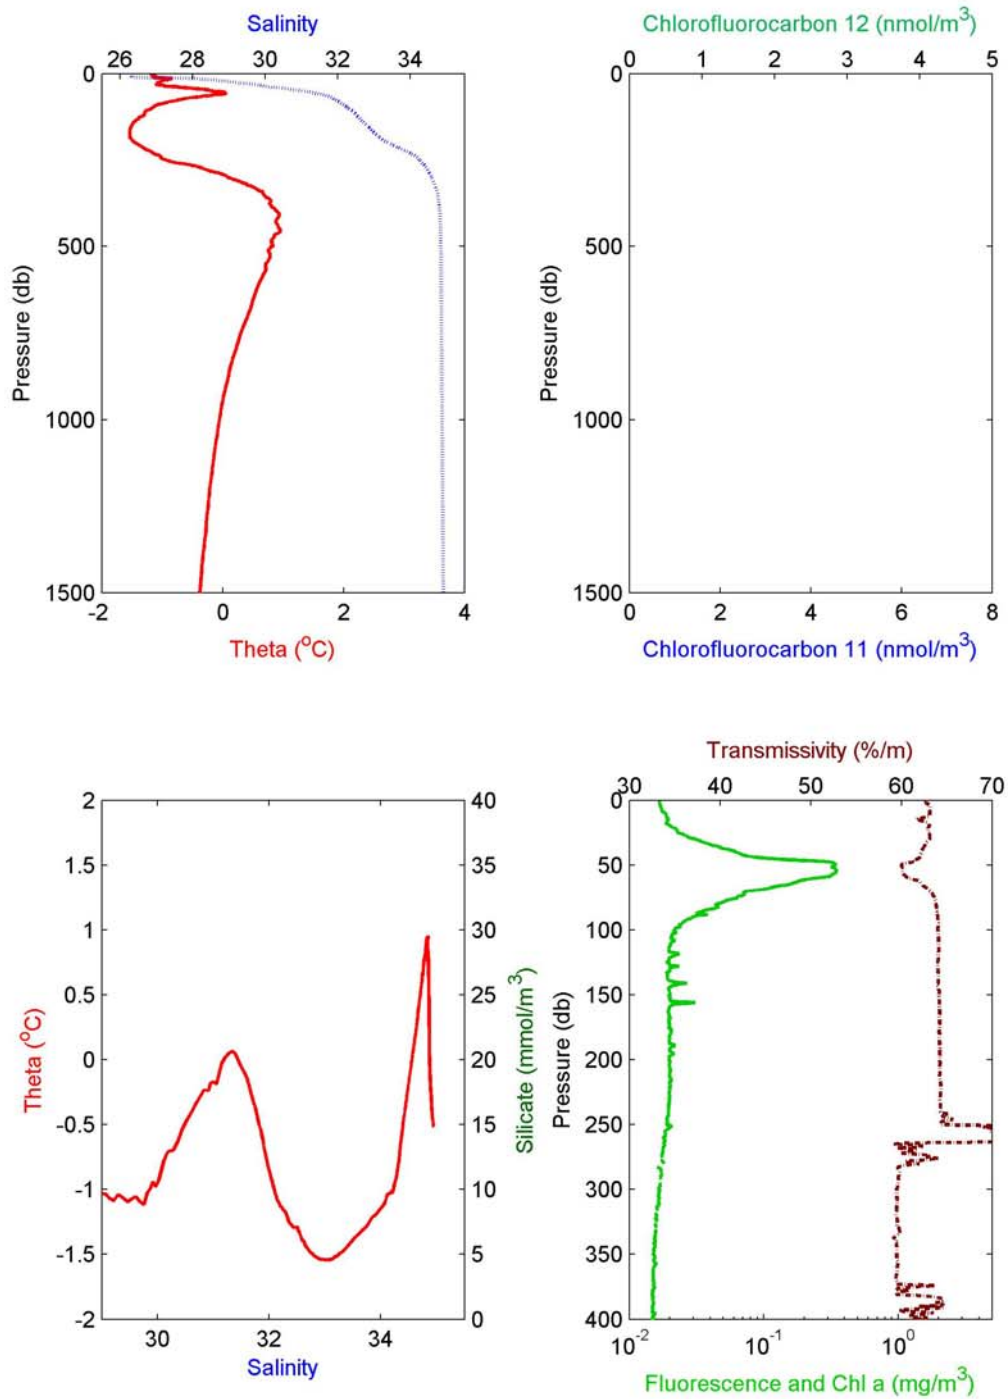 Salinity
26 28 30 32 34
0
500
1000
1500
Pressure (db)
-2 0 2 4
Theta (°C)
Chlorofluorocarbon 12 (nmol/m³)
0 1 2 3 4 5
0
500
1000
1500
Pressure (db)
0 2 4 6 8
Chlorofluorocarbon 11 (nmol/m³)
2
1.5
1
0.5
0
-0.5
-1
-1.5
-2
Theta (°C)
40
35
30
25
20
15
10
5
0
Silicate (mmol/m³)
30 32 34
Salinity
Transmissivity (%/m)
30 40 50 60 70
0
50
100
150
200
250
300
350
400
Pressure (db)
10⁻² 10⁻¹ 10⁰
Fluorescence and Chl a (mg/m³)